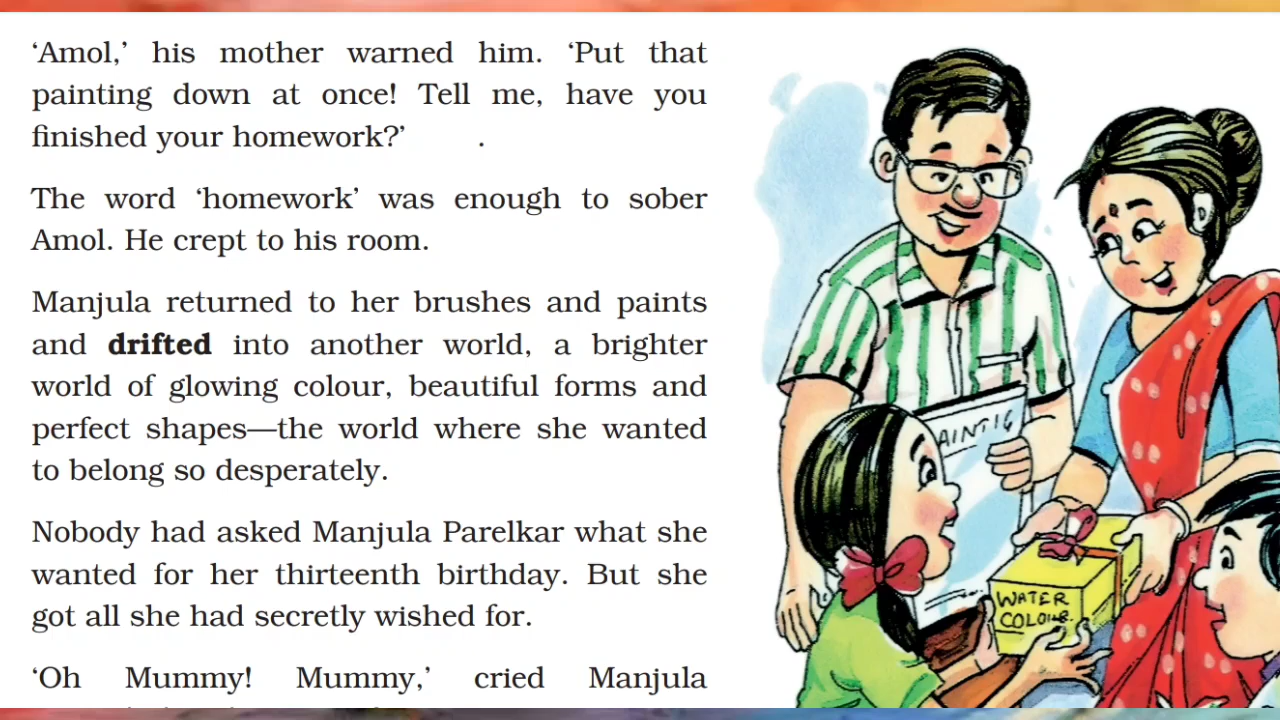 ‘Amol,’ his mother warned him. ‘Put that
painting down at once! Tell me, have you
finished your homework?’ .
The word ‘homework’ was enough to sober
Amol. He crept to his room.
Manjula returned to her brushes and paints
and drifted into another world, a brighter
world of glowing colour, beautiful forms and
perfect shapes—the world where she wanted
to belong so desperately.
Nobody had asked Manjula Parelkar what she
wanted for her thirteenth birthday. But she
got all she had secretly wished for.
‘Oh Mummy! Mummy,’ cried Manjula
AINTIG
WATER
COLOUR.